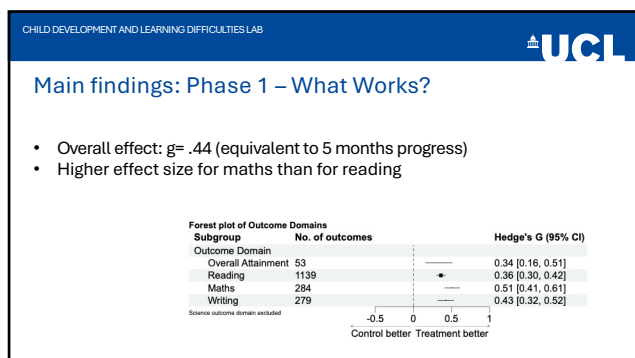 CHILD DEVELOPMENT AND LEARNING DIFFICULTIES LAB
UCL
Main findings: Phase 1 – What Works?
• Overall effect: g= .44 (equivalent to 5 months progress)
• Higher effect size for maths than for reading
Forest plot of Outcome Domains
Subgroup No. of outcomes Hedge's G (95% CI)
Outcome Domain
Overall Attainment 53 0.34 [0.16, 0.51]
Reading 1139 0.36 [0.30, 0.42]
Maths 284 0.51 [0.41, 0.61]
Writing 279 0.43 [0.32, 0.52]
Science outcome domain excluded
-0.5 0 0.5 1
Control better Treatment better